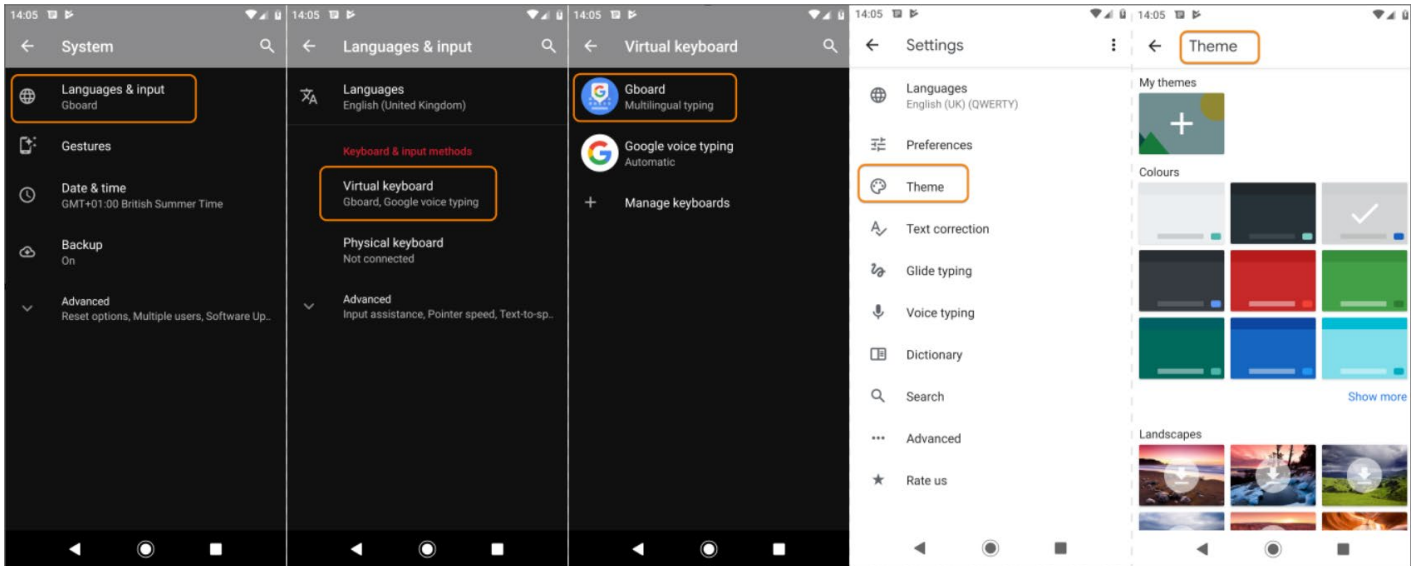 14:05
System
Languages & input
Gboard
Gestures
Date & time
GMT+01:00 British Summer Time
Backup
On
Advanced
Reset options, Multiple users, Software Up..
14:05
Languages & input
Languages
English (United Kingdom)
Keyboard & input methods
Virtual keyboard
Gboard, Google voice typing
Physical keyboard
Not connected
Advanced
Input assistance, Pointer speed, Text-to-sp..
14:05
Virtual keyboard
Gboard
Multilingual typing
Google voice typing
Automatic
Manage keyboards
14:05
Settings
Languages
English (UK) (QWERTY)
Preferences
Theme
Text correction
Glide typing
Voice typing
Dictionary
Search
Advanced
Rate us
14:05
Theme
My themes
Colours
Show more
Landscapes